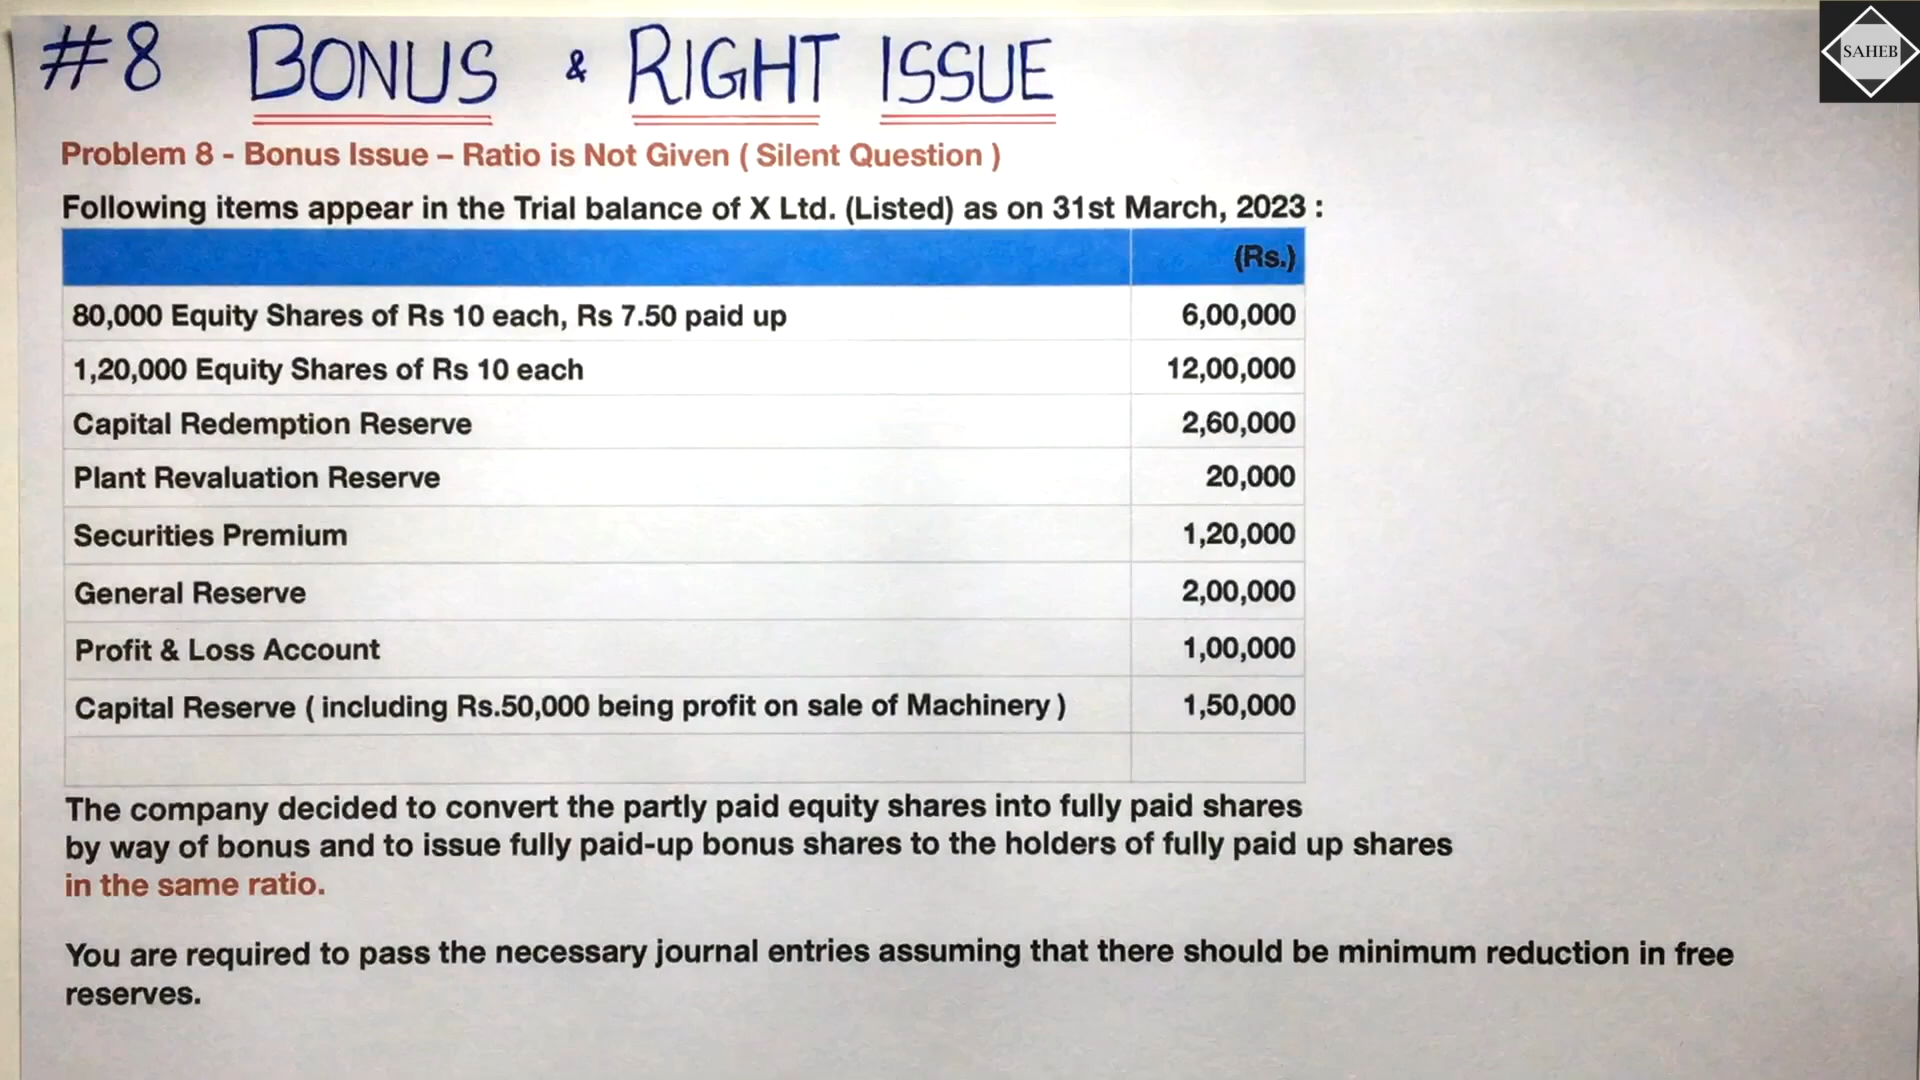 #8 BONUS & RIGHT ISSUE
SAHEB
Problem 8 - Bonus Issue – Ratio is Not Given ( Silent Question )
Following items appear in the Trial balance of X Ltd. (Listed) as on 31st March, 2023 :
(Rs.)
80,000 Equity Shares of Rs 10 each, Rs 7.50 paid up 6,00,000
1,20,000 Equity Shares of Rs 10 each 12,00,000
Capital Redemption Reserve 2,60,000
Plant Revaluation Reserve 20,000
Securities Premium 1,20,000
General Reserve 2,00,000
Profit & Loss Account 1,00,000
Capital Reserve ( including Rs.50,000 being profit on sale of Machinery ) 1,50,000
The company decided to convert the partly paid equity shares into fully paid shares
by way of bonus and to issue fully paid-up bonus shares to the holders of fully paid up shares
in the same ratio.
You are required to pass the necessary journal entries assuming that there should be minimum reduction in free
reserves.